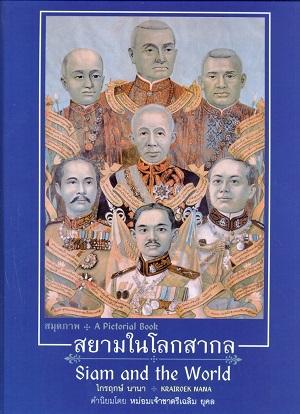 สมุดภาพ ✢ A Pictorial Book
สยามในโลกสากล
Siam and the World
ไกรฤกษ์ นานา ✢ KRAIROEK NANA
คำนิยมโดย หม่อมเจ้าชาตรีเฉลิม ยุคล